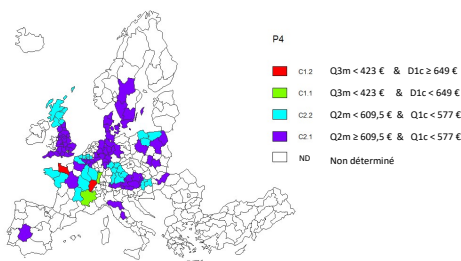 P4
C1.2 Q3m < 423 € & D1c ≥ 649 €
C1.1 Q3m < 423 € & D1c < 649 €
C2.2 Q2m < 609,5 € & Q1c < 577 €
C2.1 Q2m ≥ 609,5 € & Q1c < 577 €
ND Non déterminé